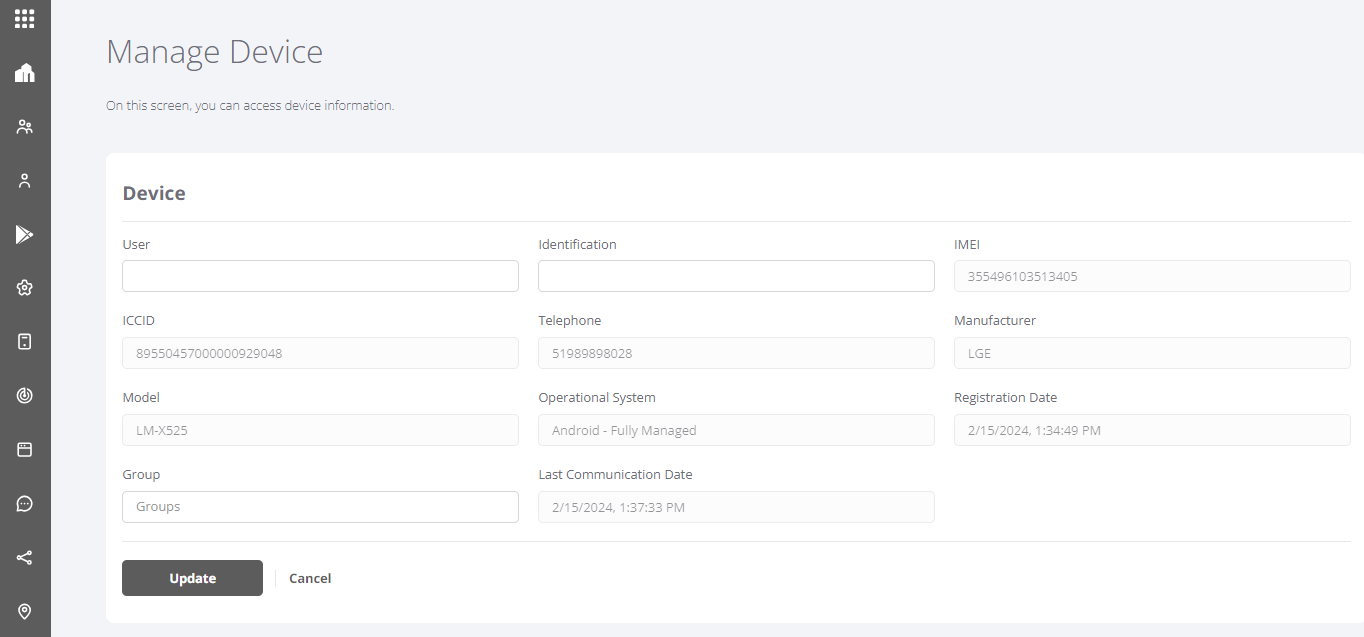 Manage Device
On this screen, you can access device information.
Device
User Identification IMEI
355496103513405
ICCID Telephone Manufacturer
89550457000000929048 51989898028 LGE
Model Operational System Registration Date
LM-X525 Android - Fully Managed 2/15/2024, 1:34:49 PM
Group Last Communication Date
Groups 2/15/2024, 1:37:33 PM
Update Cancel